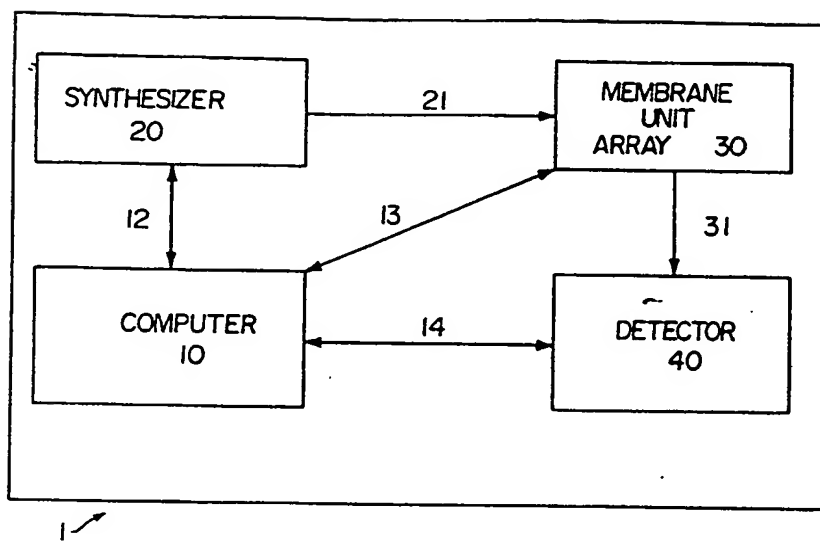 SYNTHESIZER
20
21
MEMBRANE
UNIT
ARRAY 30
12
13
31
COMPUTER
10
14
DETECTOR
40
1